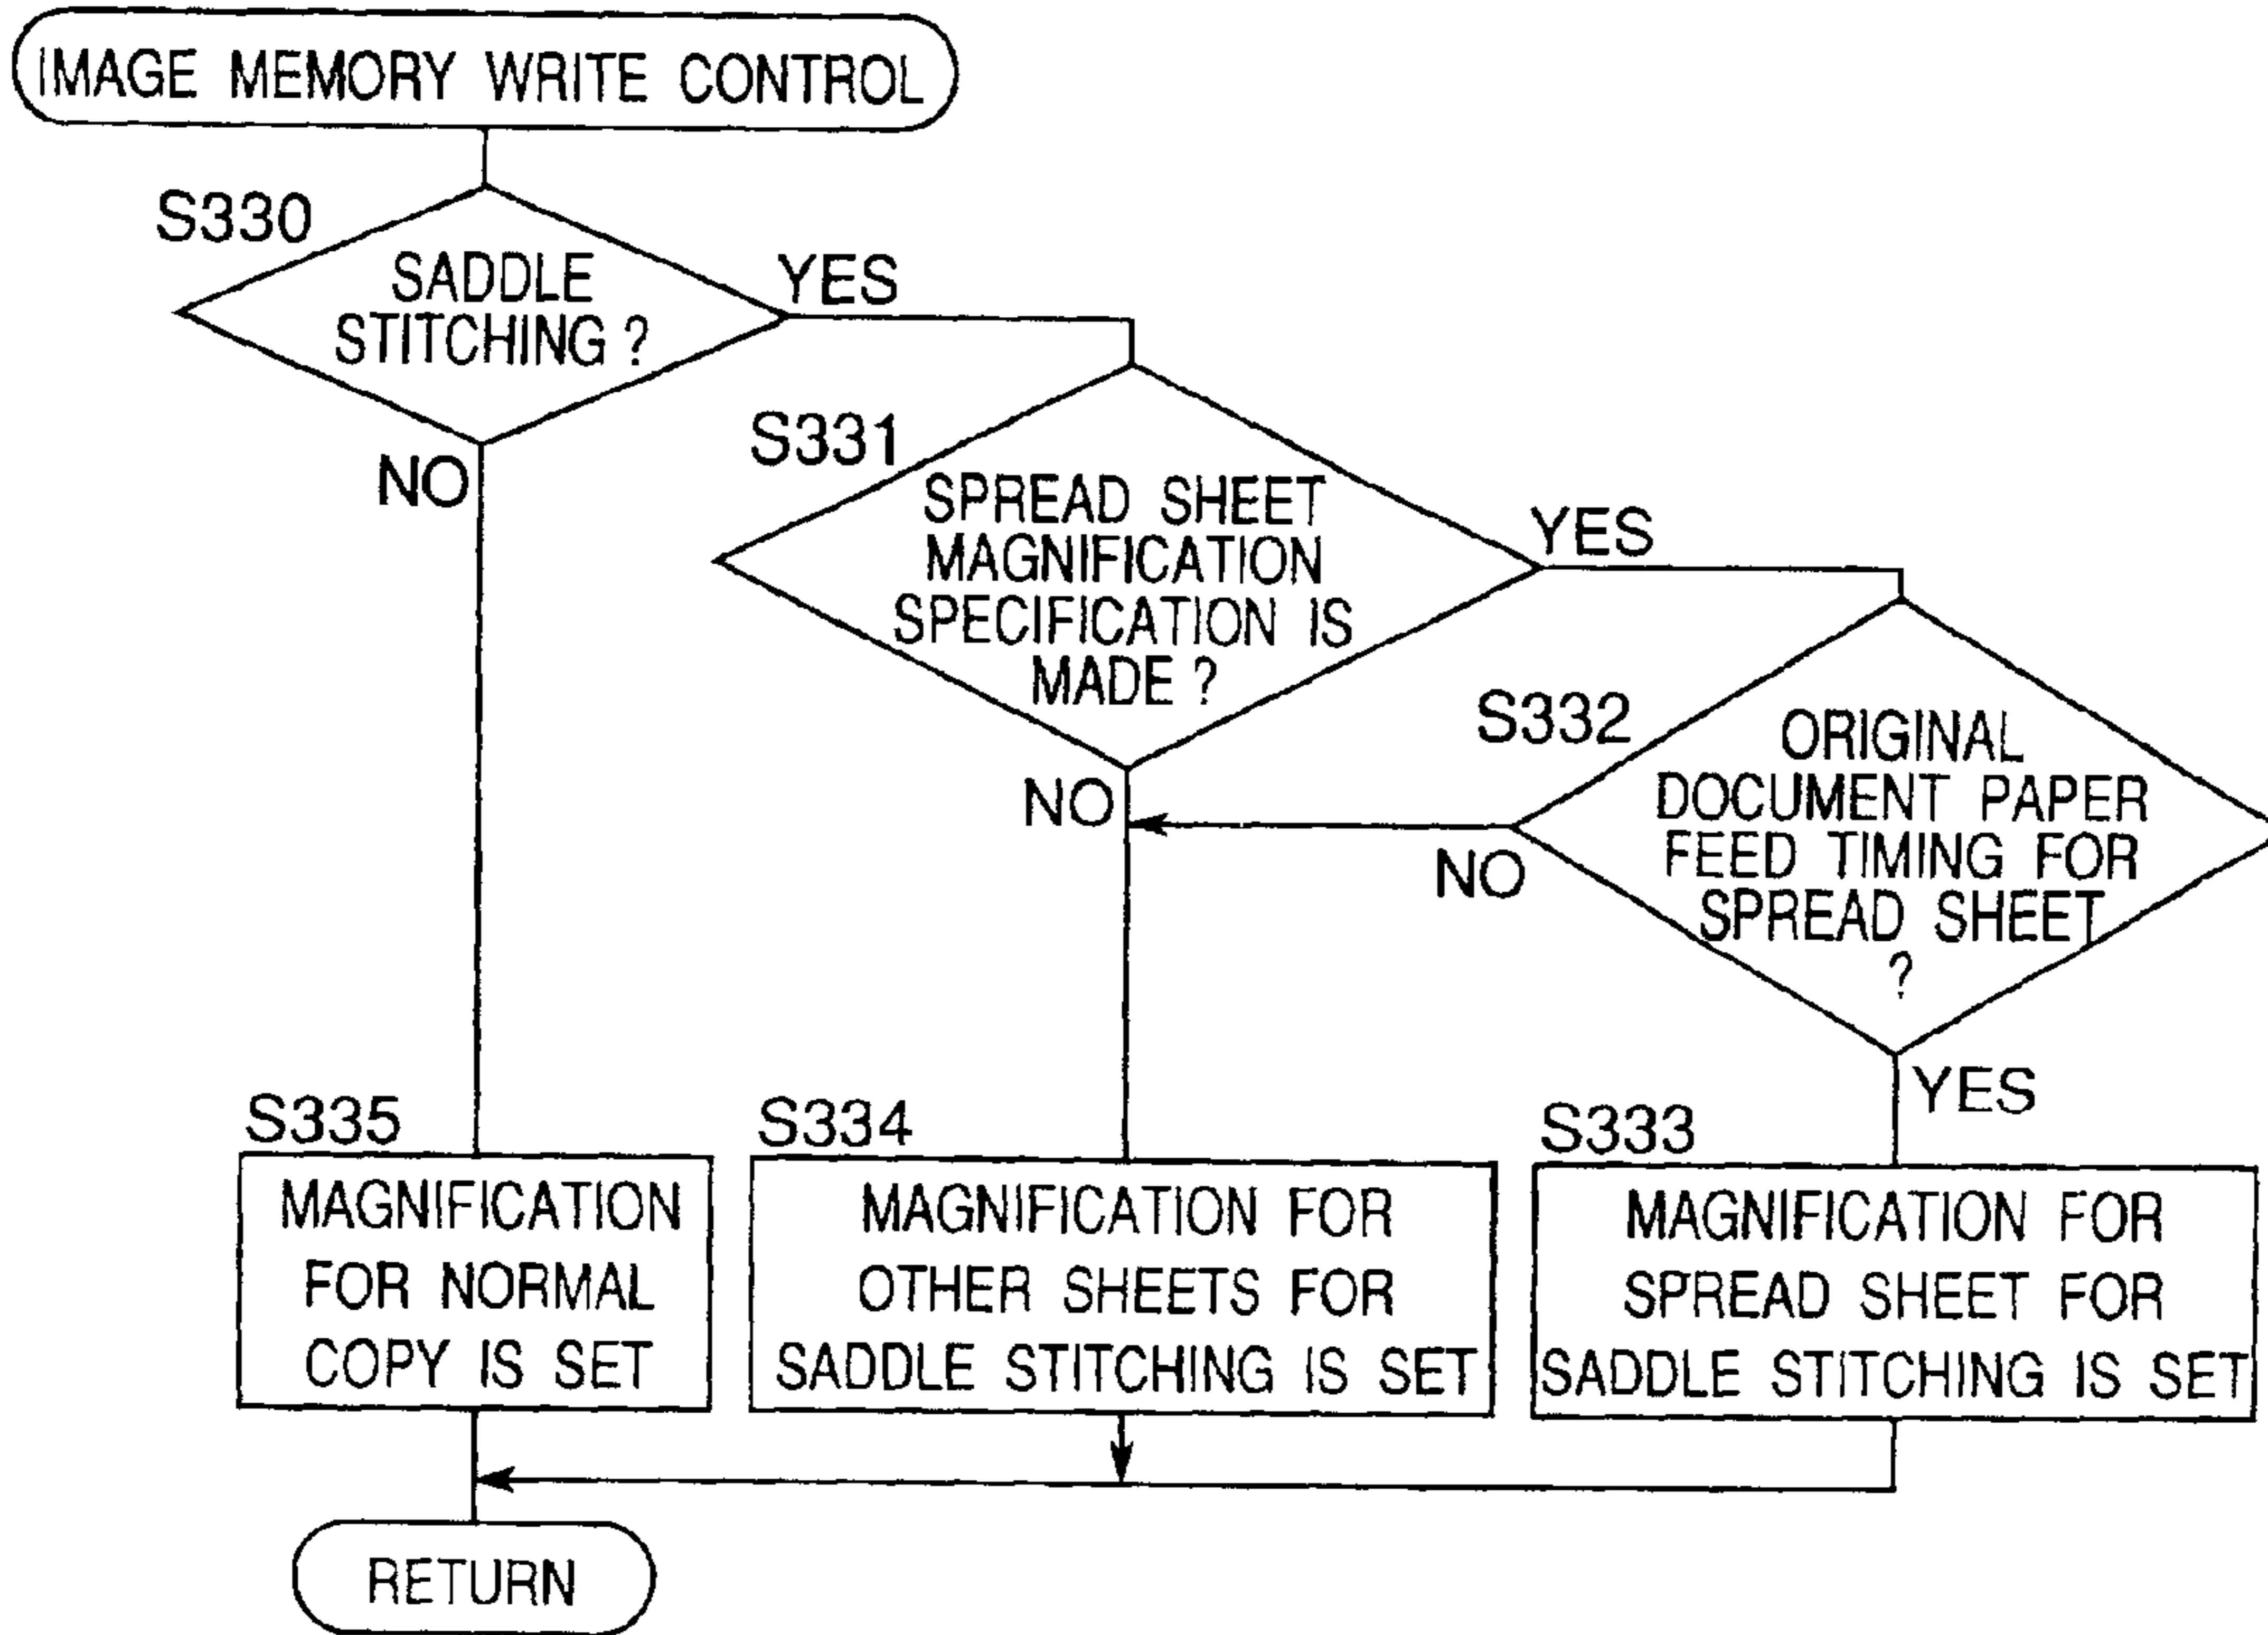 IMAGE MEMORY WRITE CONTROL
S330
SADDLE
STITCHING ?
YES
NO
S331
SPREAD SHEET
MAGNIFICATION
SPECIFICATION IS
MADE ?
YES
NO
S332
ORIGINAL
DOCUMENT PAPER
FEED TIMING FOR
SPREAD SHEET
?
NO
YES
S335
MAGNIFICATION
FOR NORMAL
COPY IS SET
S334
MAGNIFICATION FOR
OTHER SHEETS FOR
SADDLE STITCHING IS SET
S333
MAGNIFICATION FOR
SPREAD SHEET FOR
SADDLE STITCHING IS SET
RETURN